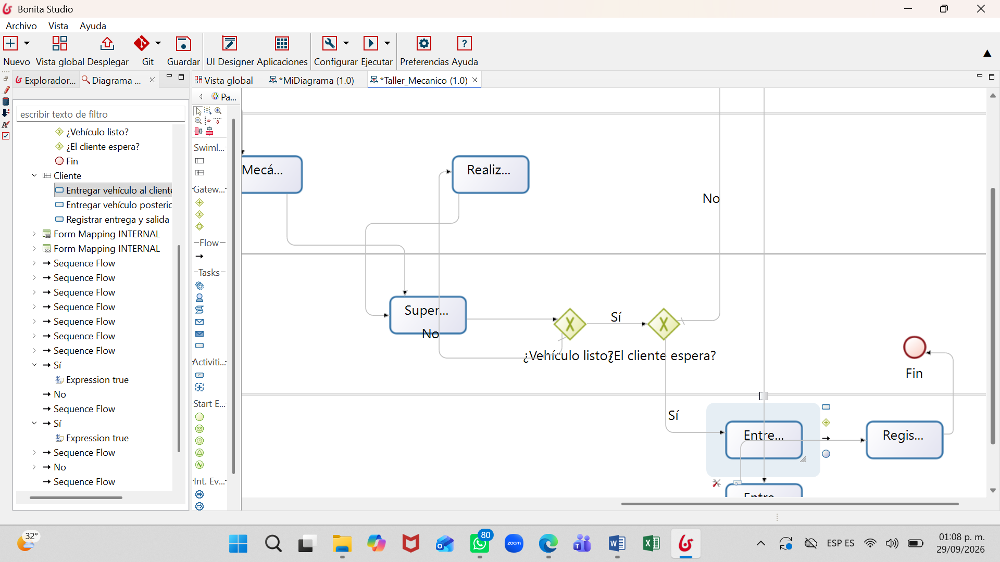 Bonita Studio
Archivo Vista Ayuda
Nuevo Vista global Desplegar Git Guardar UI Designer Aplicaciones Configurar Ejecutar Preferencias Ayuda
Explorador... Diagrama ...
Vista global *MiDiagrama (1.0) *Taller_Mecanico (1.0)
escribir texto de filtro
¿Vehículo listo?
¿El cliente espera?
Fin
Cliente
Entregar vehículo al cliente
Entregar vehículo posteric
Registrar entrega y salida
Form Mapping INTERNAL
Form Mapping INTERNAL
Sequence Flow
Sequence Flow
Sequence Flow
Sequence Flow
Sequence Flow
Sequence Flow
Sequence Flow
Sí
Expression true
No
Sequence Flow
Sí
Expression true
Sequence Flow
No
Sequence Flow
Pa...
Swiml...
Gatew...
Flow
Tasks
Activiti...
Start E...
Int. Ev...
Mecá...
Realiz...
No
Super...
No
Sí
¿Vehículo listo?
¿El cliente espera?
Fin
Sí
Entre...
Regis...
Entre...
32°
80
zoom
ESP ES
01:08 p. m.
29/09/2026